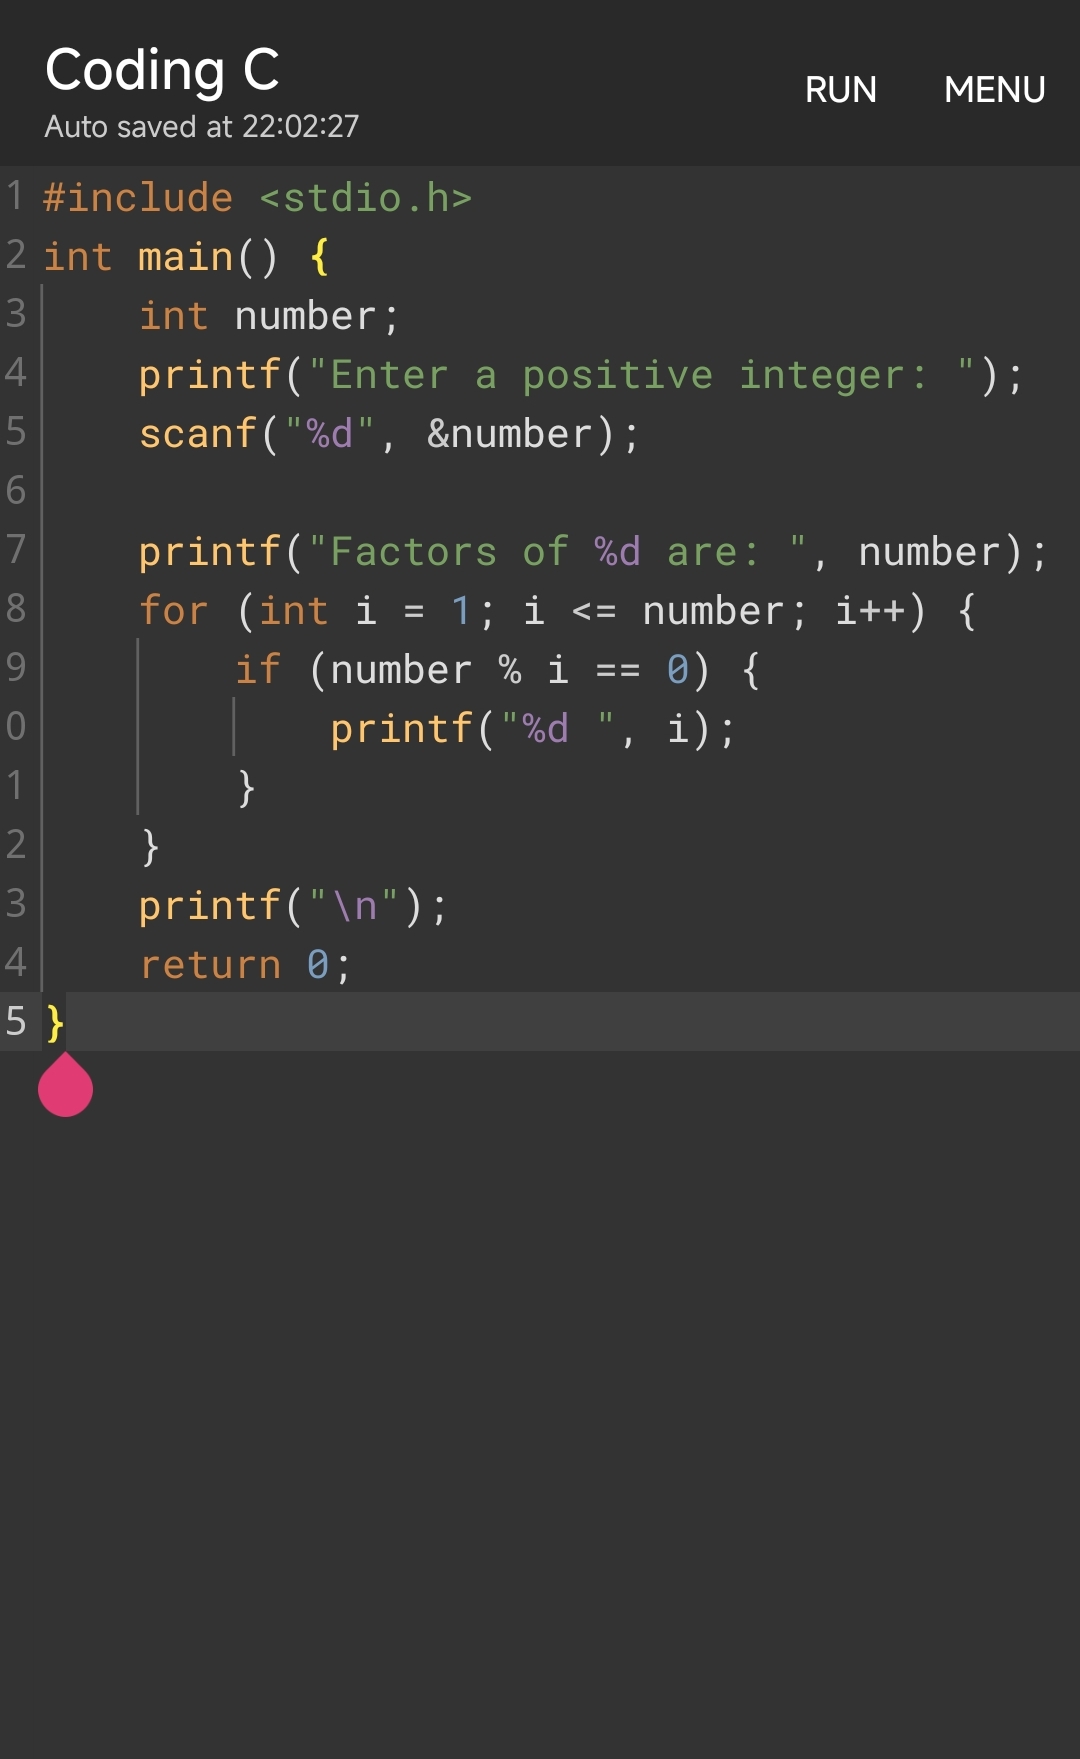 Coding C
Auto saved at 22:02:27
RUN MENU
1 #include <stdio.h>
2 int main() {
3     int number;
4     printf("Enter a positive integer: ");
5     scanf("%d", &number);
6
7     printf("Factors of %d are: ", number);
8     for (int i = 1; i <= number; i++) {
9         if (number % i == 0) {
0             printf("%d ", i);
1         }
2     }
3     printf("\n");
4     return 0;
5 }